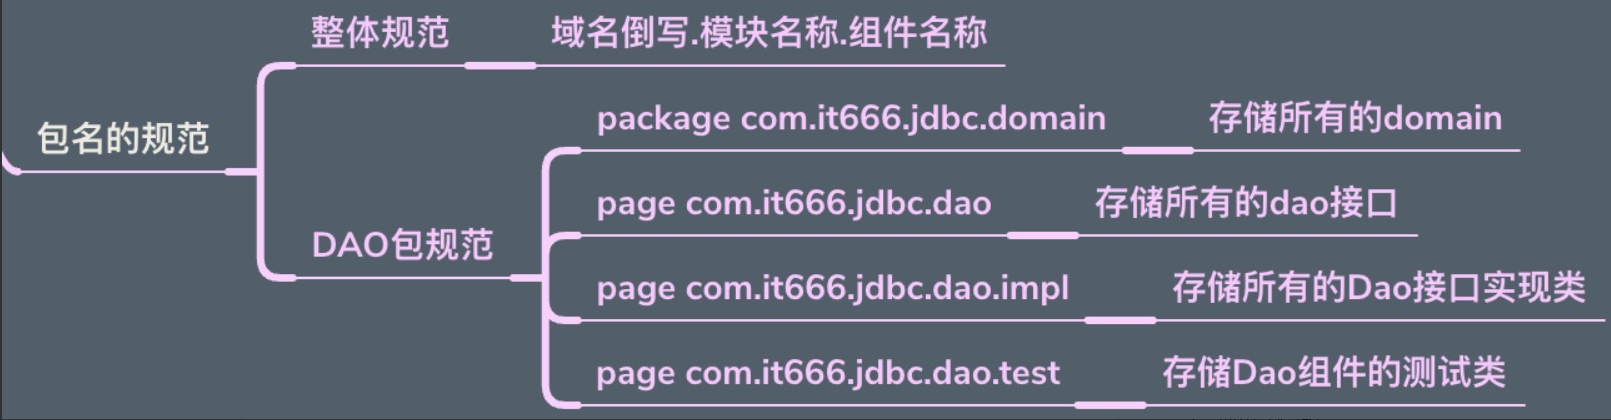 整体规范
域名倒写.模块名称.组件名称
包名的规范
package com.it666.jdbc.domain
存储所有的domain
page com.it666.jdbc.dao
存储所有的dao接口
DAO包规范
page com.it666.jdbc.dao.impl
存储所有的Dao接口实现类
page com.it666.jdbc.dao.test
存储Dao组件的测试类